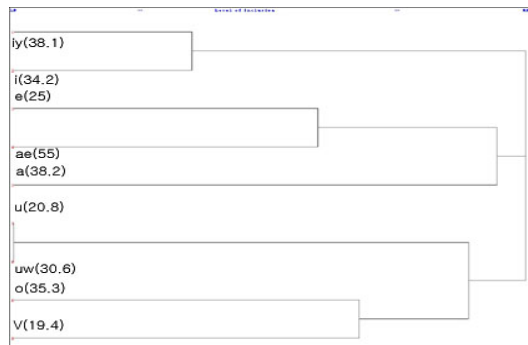 iy(38.1)
i(34.2)
e(25)
ae(55)
a(38.2)
u(20.8)
uw(30.6)
o(35.3)
V(19.4)